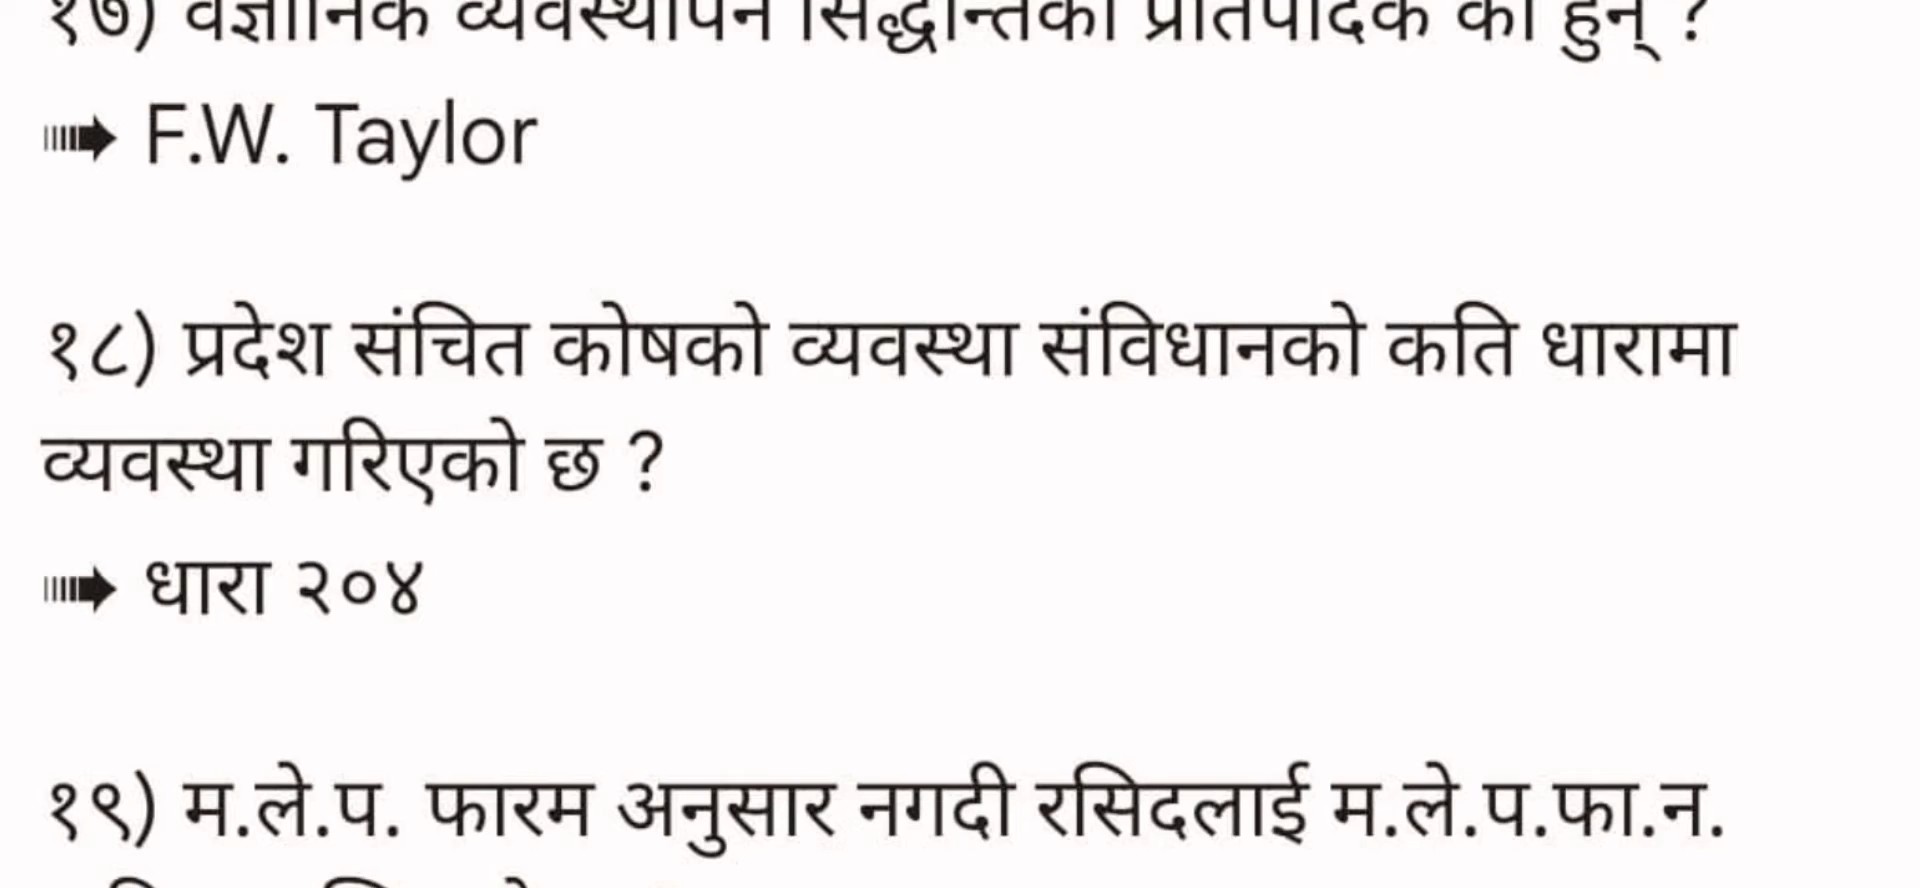 १७) वैज्ञानिक व्यवस्थापन सिद्धान्तका प्रतिपादक को हुन् ?
➠ F.W. Taylor
१८) प्रदेश संचित कोषको व्यवस्था संविधानको कति धारामा
व्यवस्था गरिएको छ ?
➠ धारा २०४
१९) म.ले.प. फारम अनुसार नगदी रसिदलाई म.ले.प.फा.न.